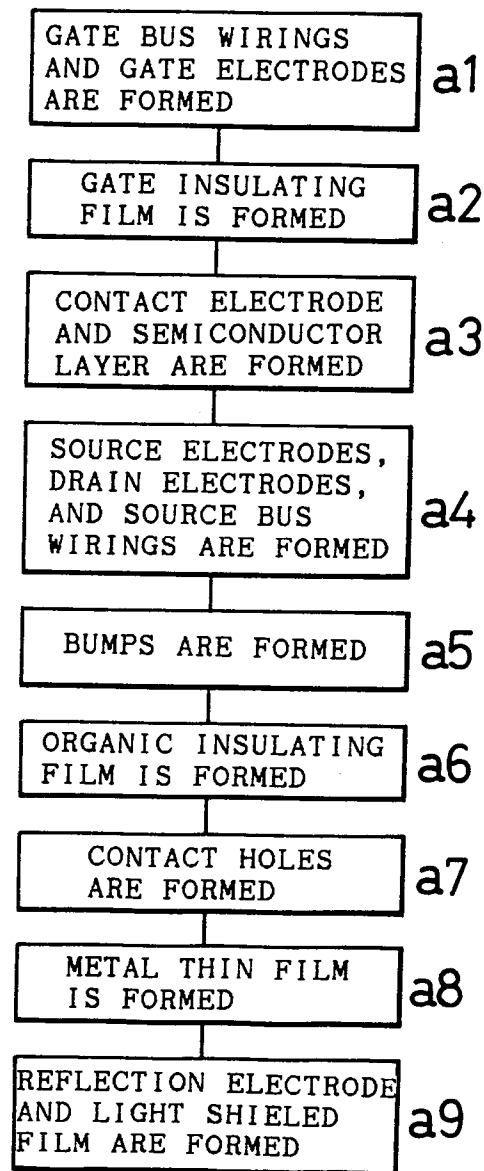 GATE BUS WIRINGS
AND GATE ELECTRODES
ARE FORMED
a1
GATE INSULATING
FILM IS FORMED
a2
CONTACT ELECTRODE
AND SEMICONDUCTOR
LAYER ARE FORMED
a3
SOURCE ELECTRODES,
DRAIN ELECTRODES,
AND SOURCE BUS
WIRINGS ARE FORMED
a4
BUMPS ARE FORMED
a5
ORGANIC INSULATING
FILM IS FORMED
a6
CONTACT HOLES
ARE FORMED
a7
METAL THIN FILM
IS FORMED
a8
REFLECTION ELECTRODE
AND LIGHT SHIELED
FILM ARE FORMED
a9